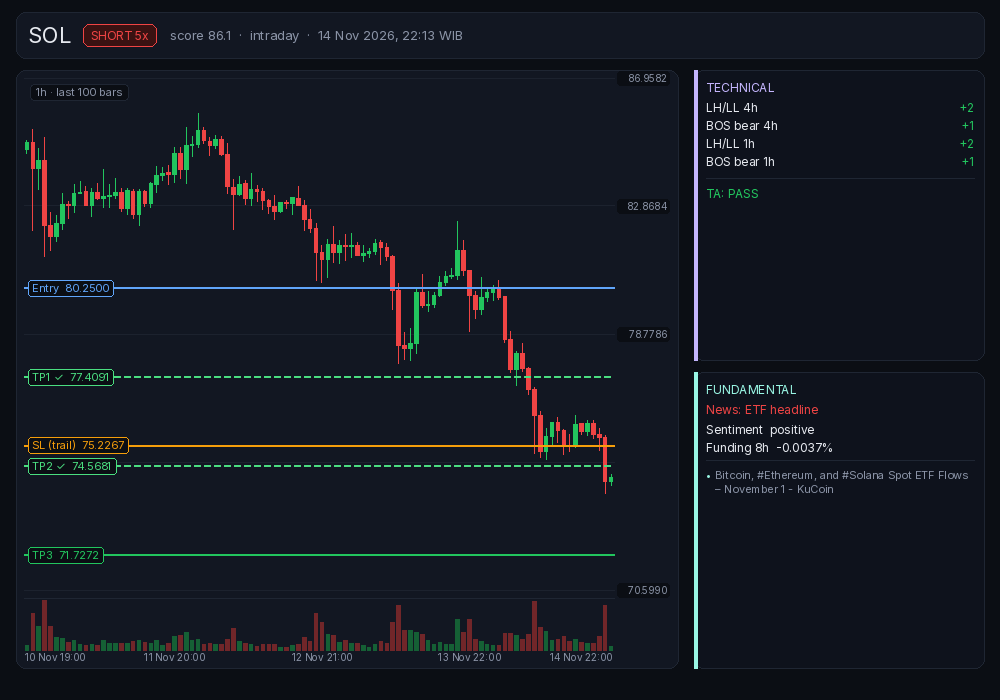 SOL SHORT 5x score 86.1 · intraday · 14 Nov 2026, 22:13 WIB
1h · last 100 bars
86.9582
82.8684
Entry 80.2500
78.7786
TP1 ✓ 77.4091
SL (trail) 75.2267
TP2 ✓ 74.5681
TP3 71.7272
70.5990
10 Nov 19:00 11 Nov 20:00 12 Nov 21:00 13 Nov 22:00 14 Nov 22:00
TECHNICAL
LH/LL 4h +2
BOS bear 4h +1
LH/LL 1h +2
BOS bear 1h +1
TA: PASS
FUNDAMENTAL
News: ETF headline
Sentiment positive
Funding 8h -0.0037%
• Bitcoin, #Ethereum, and #Solana Spot ETF Flows
– November 1 - KuCoin